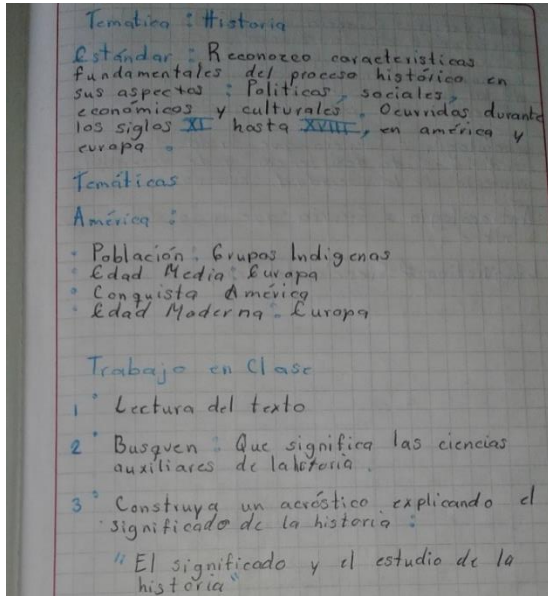 Tematica : Historia
Estándar : Reconozco caracteristicas
fundamentales del proceso histórico en
sus aspectos : Politicas, sociales,
económicos y culturales. Ocurridas durante
los siglos XI hasta XVIII, en américa y
europa.
Temáticas
América :
• Población : Grupos Indigenas
• Edad Media : Europa
• Conquista América
• Edad Moderna : Europa
Trabajo en Clase
1° Lectura del texto
2° Busquen : Que significa las ciencias
auxiliares de la historia.
3° Construya un acróstico explicando el
significado de la historia :
"El significado y el estudio de la
historia"